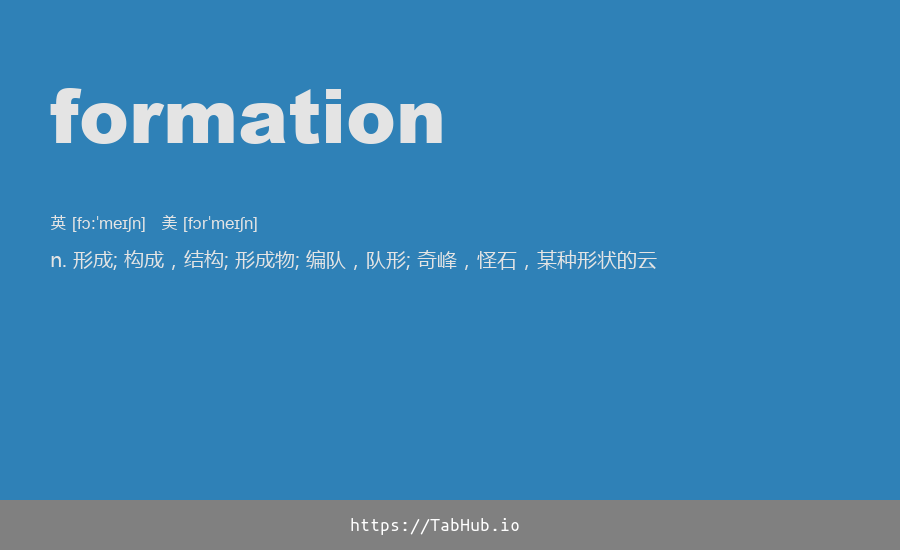 formation
英 [fɔːˈmeɪʃn] 美 [fɔrˈmeɪʃn]
n. 形成; 构成，结构; 形成物; 编队，队形; 奇峰，怪石，某种形状的云
https://TabHub.io